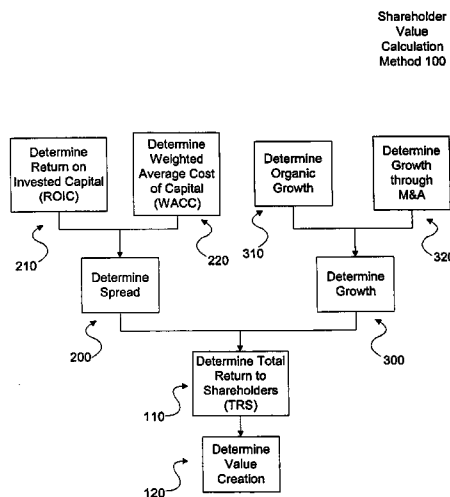 Shareholder
Value
Calculation
Method 100
Determine
Return on
Invested Capital
(ROIC)
Determine
Weighted
Average Cost
of Capital
(WACC)
Determine
Organic
Growth
Determine
Growth
through
M&A
210
220
310
320
Determine
Spread
Determine
Growth
200
300
Determine Total
Return to
Shareholders
(TRS)
110
Determine
Value
Creation
120